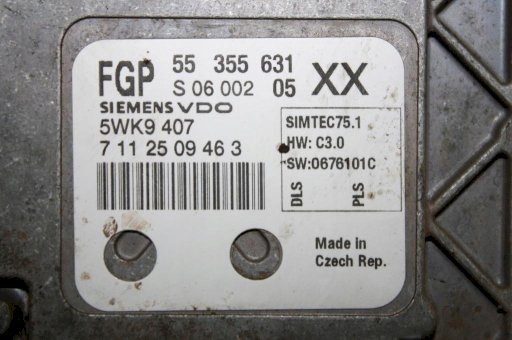 FGP 55 355 631 XX
S 06 002 05
SIEMENS VDO
5WK9 407
7 11 25 09 46 3
SIMTEC75.1
HW: C3.0
SW:0676101C
DLS PLS
Made in
Czech Rep.